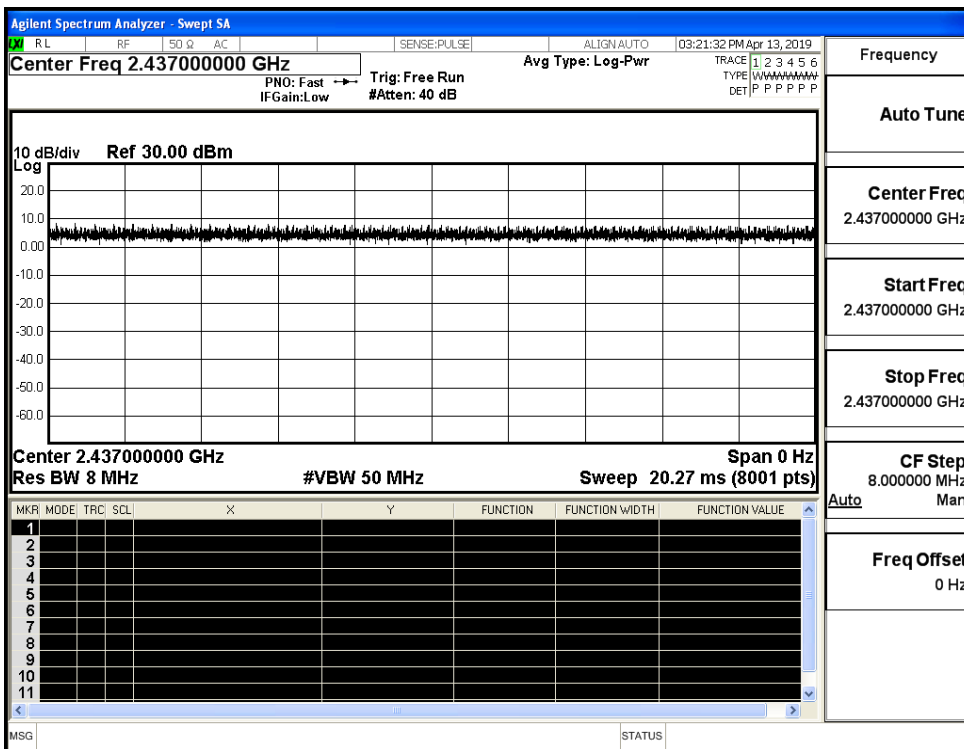 Agilent Spectrum Analyzer - Swept SA
LXI RL RF 50 Ω AC SENSE:PULSE ALIGN AUTO 03:21:32 PM Apr 13, 2019
Center Freq 2.437000000 GHz
PNO: Fast
IFGain:Low
Trig: Free Run
#Atten: 40 dB
Avg Type: Log-Pwr
TRACE 1 2 3 4 5 6
TYPE WWWWWW
DET P P P P P P
10 dB/div Ref 30.00 dBm
Log
20.0
10.0
0.00
-10.0
-20.0
-30.0
-40.0
-50.0
-60.0
Center 2.437000000 GHz Span 0 Hz
Res BW 8 MHz #VBW 50 MHz Sweep 20.27 ms (8001 pts)
MKR MODE TRC SCL X Y FUNCTION FUNCTION WIDTH FUNCTION VALUE
1
2
3
4
5
6
7
8
9
10
11
MSG STATUS
Frequency
Auto Tune
Center Freq
2.437000000 GHz
Start Freq
2.437000000 GHz
Stop Freq
2.437000000 GHz
CF Step
8.000000 MHz
Auto Man
Freq Offset
0 Hz